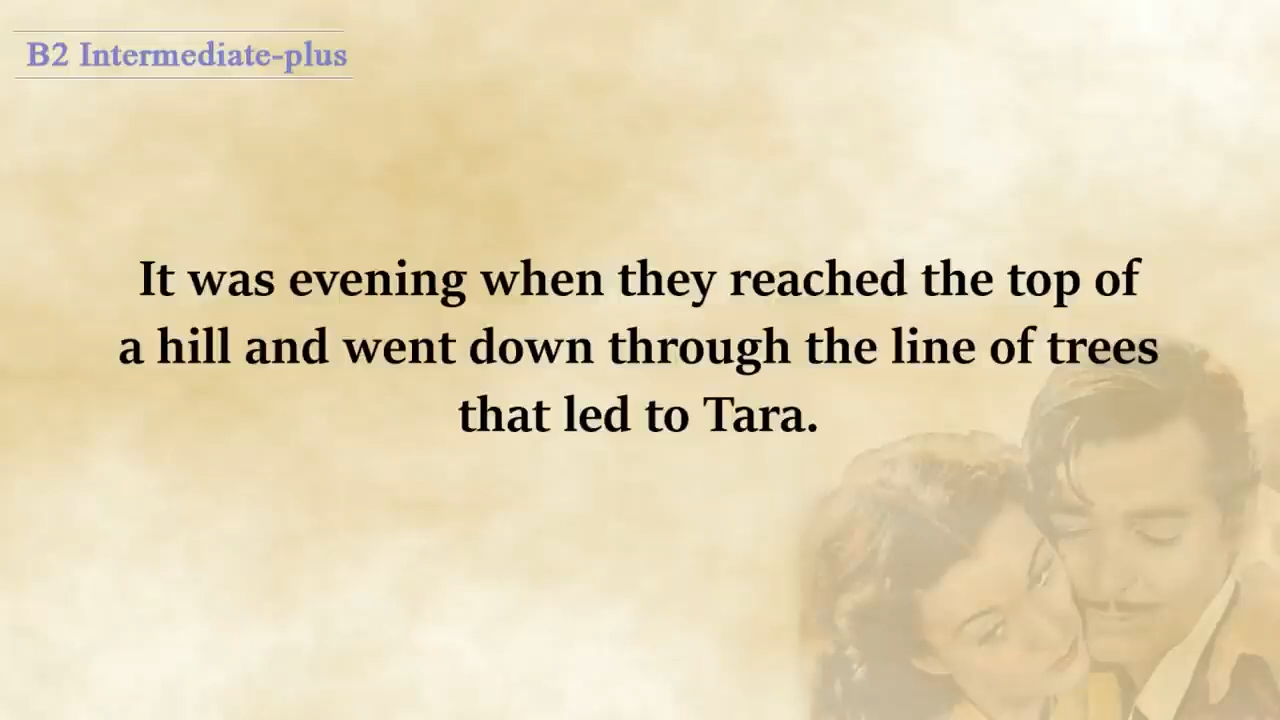 B2 Intermediate-plus
It was evening when they reached the top of
a hill and went down through the line of trees
that led to Tara.